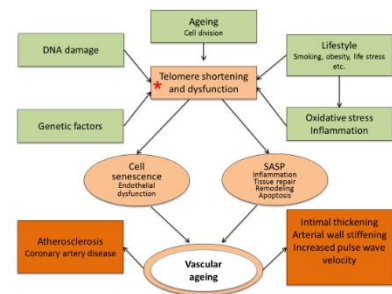 Ageing
Cell division
DNA damage
Lifestyle
Smoking, obesity, life stress
etc.
* Telomere shortening
and dysfunction
Genetic factors
Oxidative stress
Inflammation
Cell
senescence
Endothelial
dysfunction
SASP
Inflammation
Tissue repair
Remodeling
Apoptosis
Atherosclerosis
Coronary artery disease
Vascular
ageing
Intimal thickening
Arterial wall stiffening
Increased pulse wave
velocity